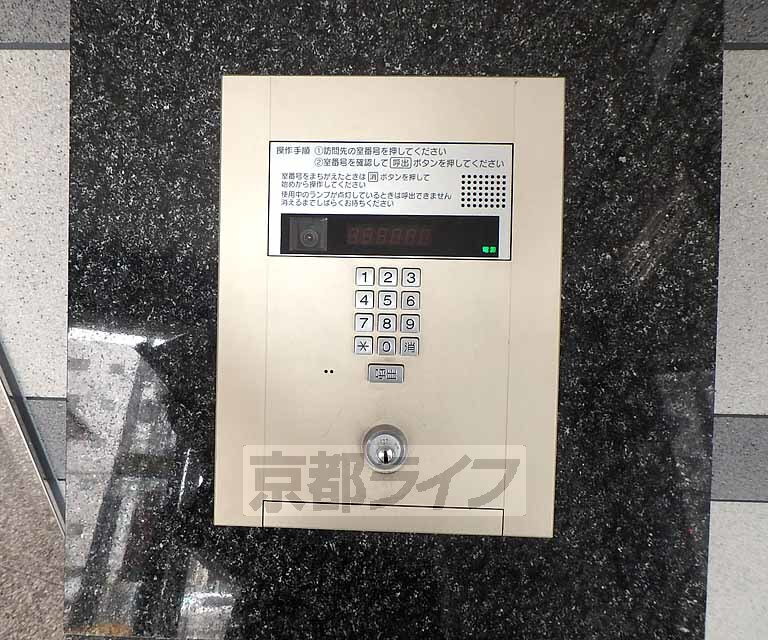 操作手順 ①訪問先の室番号を押してください
②室番号を確認して 呼出 ボタンを押してください
室番号をまちがえたときは 消 ボタンを押して
始めから操作してください
使用中のランプが点灯しているときは呼出できません
消えるまでしばらくお待ちください
電源
1 2 3
4 5 6
7 8 9
* 0 消
呼出
京都ライフ